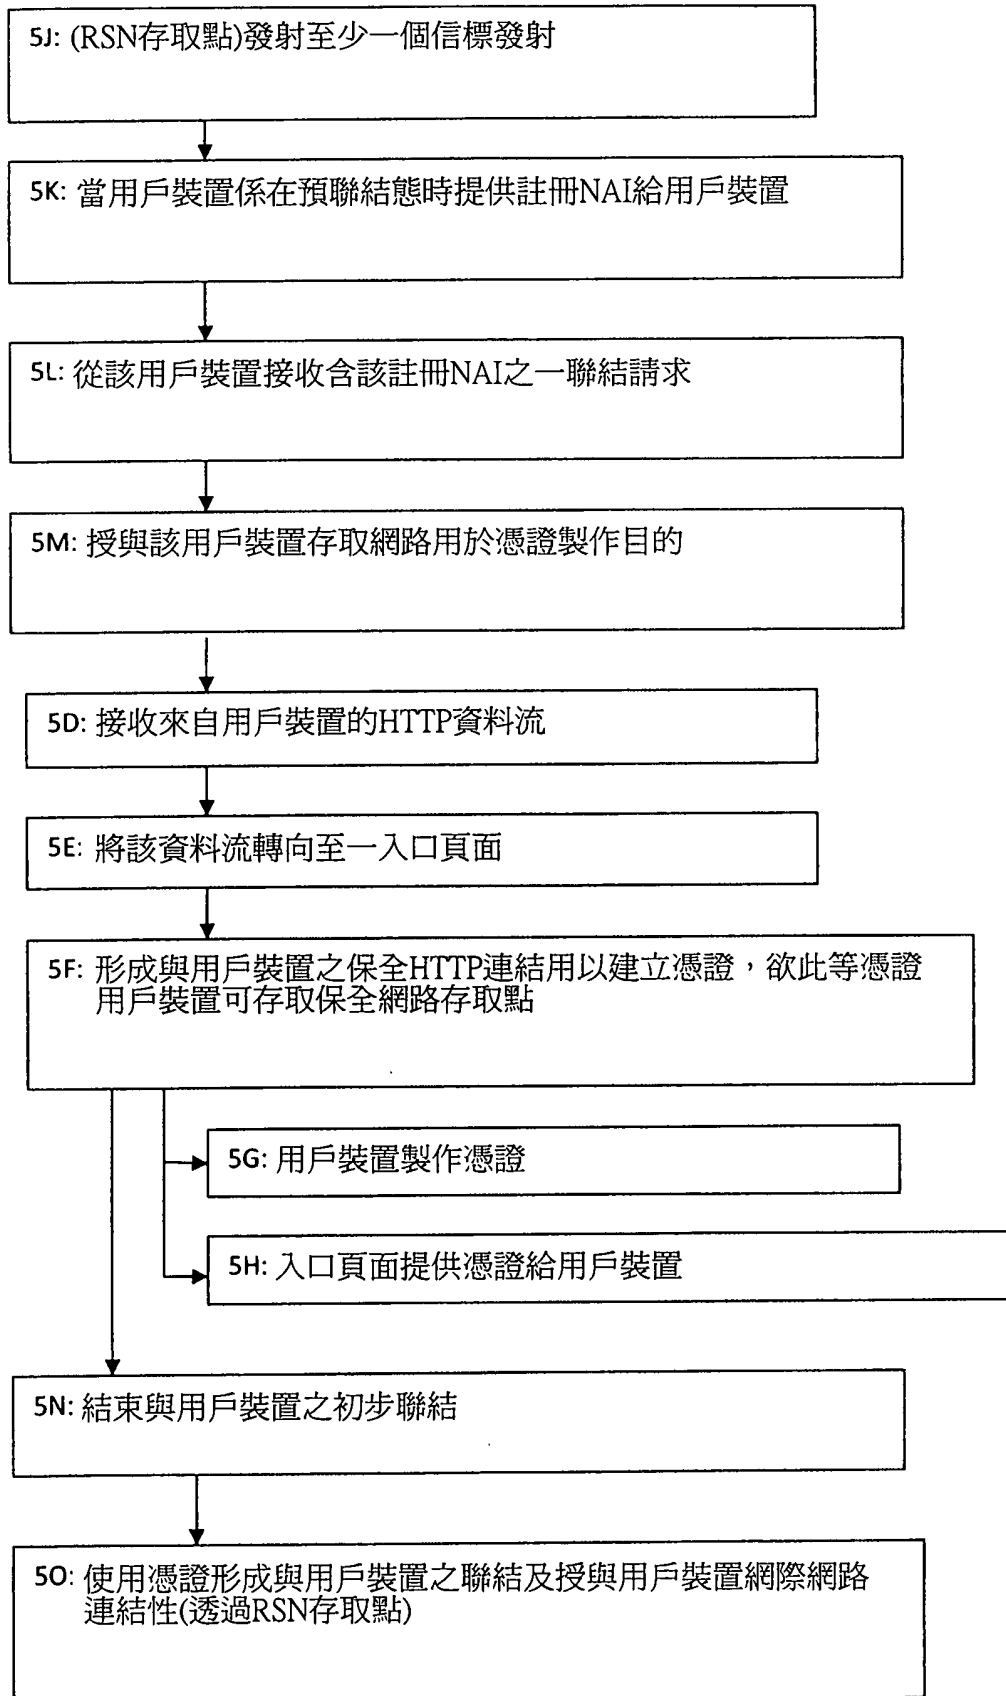 5J: (RSN存取點)發射至少一個信標發射
5K: 當用戶裝置係在預聯結態時提供註冊NAI給用戶裝置
5L: 從該用戶裝置接收含該註冊NAI之一聯結請求
5M: 授與該用戶裝置存取網路用於憑證製作目的
5D: 接收來自用戶裝置的HTTP資料流
5E: 將該資料流轉向至一入口頁面
5F: 形成與用戶裝置之保全HTTP連結用以建立憑證，欲此等憑證
用戶裝置可存取保全網路存取點
5G: 用戶裝置製作憑證
5H: 入口頁面提供憑證給用戶裝置
5N: 結束與用戶裝置之初步聯結
5O: 使用憑證形成與用戶裝置之聯結及授與用戶裝置網際網路
連結性(透過RSN存取點)